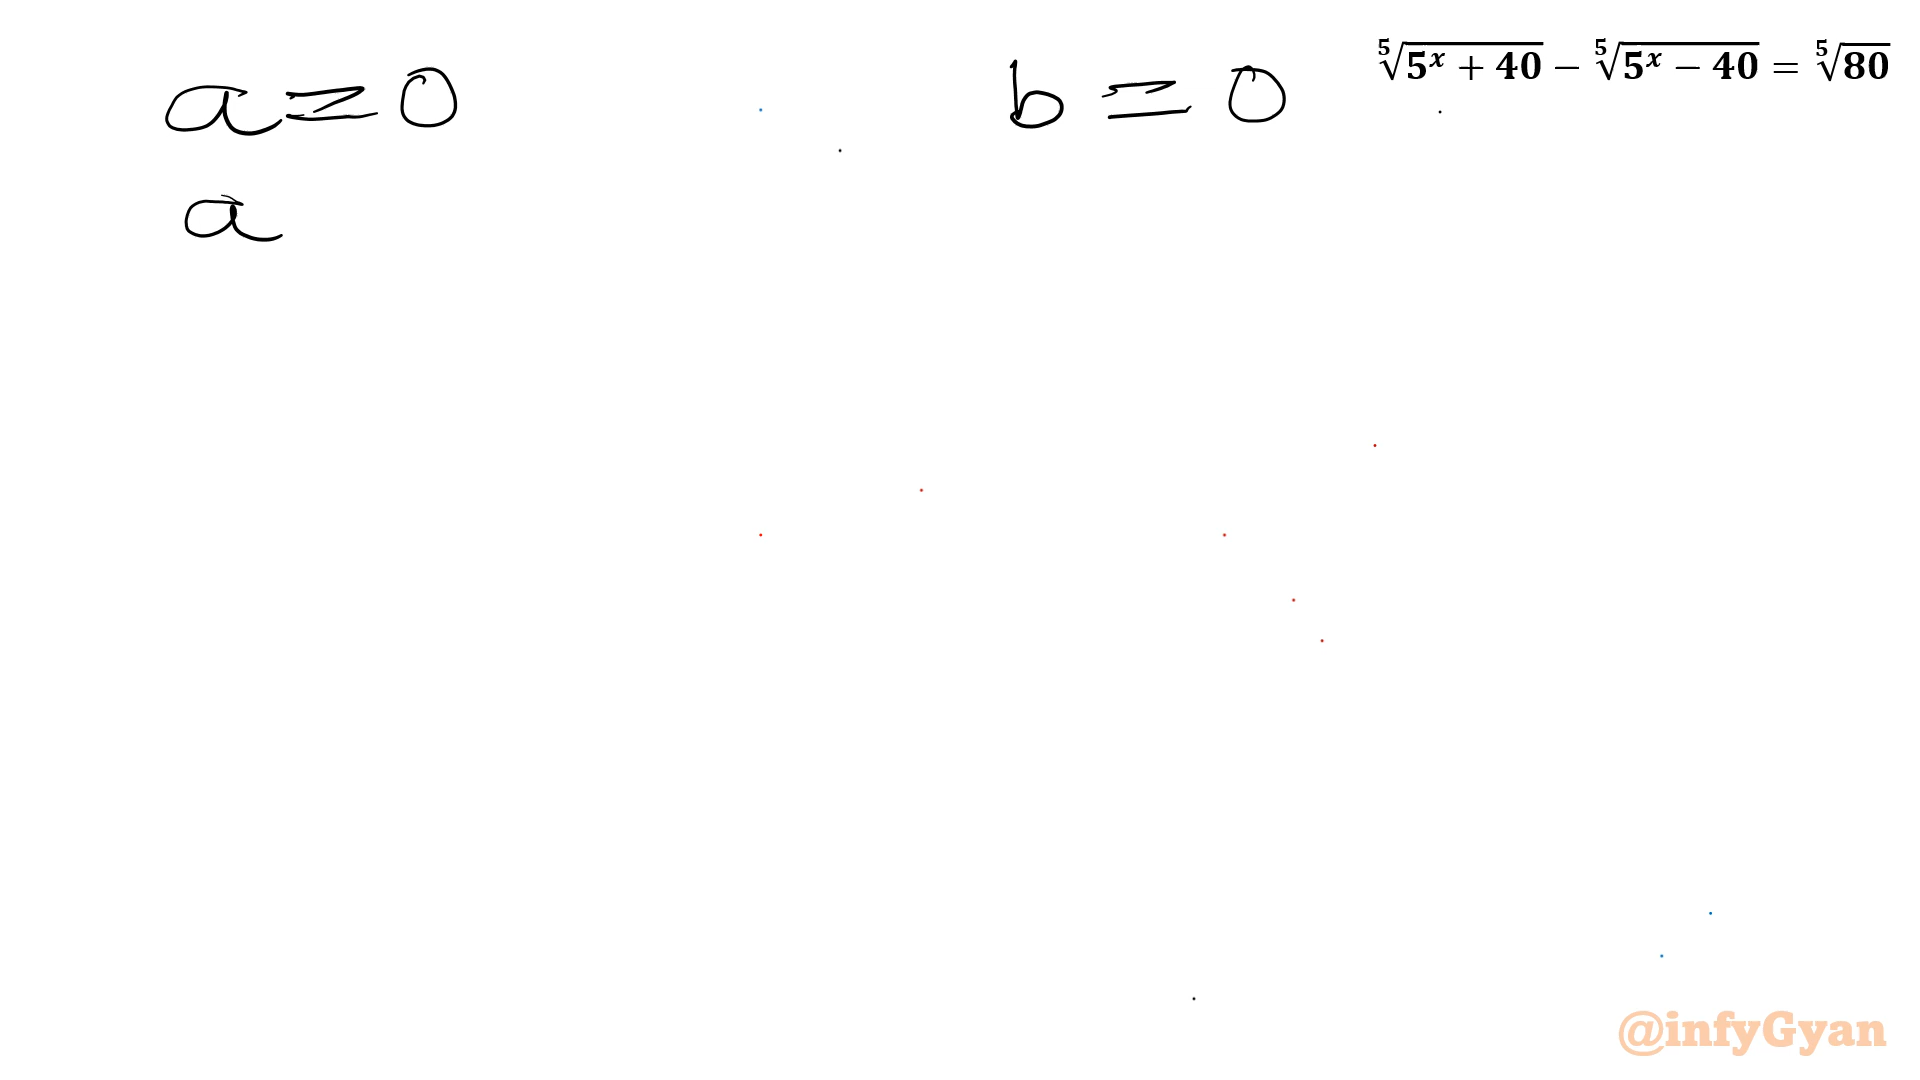 a = 0 b = 0 ⁵√(5ˣ + 40) − ⁵√(5ˣ − 40) = ⁵√80
a
@infyGyan